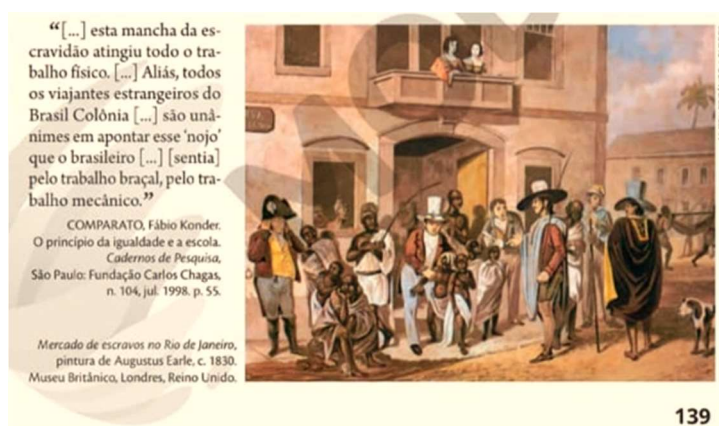 “[...] esta mancha da es-
cravidão atingiu todo o tra-
balho físico. [...] Aliás, todos
os viajantes estrangeiros do
Brasil Colônia [...] são unâ-
nimes em apontar esse ‘nojo’
que o brasileiro [...] [sentia]
pelo trabalho braçal, pelo tra-
balho mecânico.”
COMPARATO, Fábio Konder.
O princípio da igualdade e a escola.
Cadernos de Pesquisa,
São Paulo: Fundação Carlos Chagas,
n. 104, jul. 1998. p. 55.
Mercado de escravos no Rio de Janeiro,
pintura de Augustus Earle, c. 1830.
Museu Britânico, Londres, Reino Unido.
139